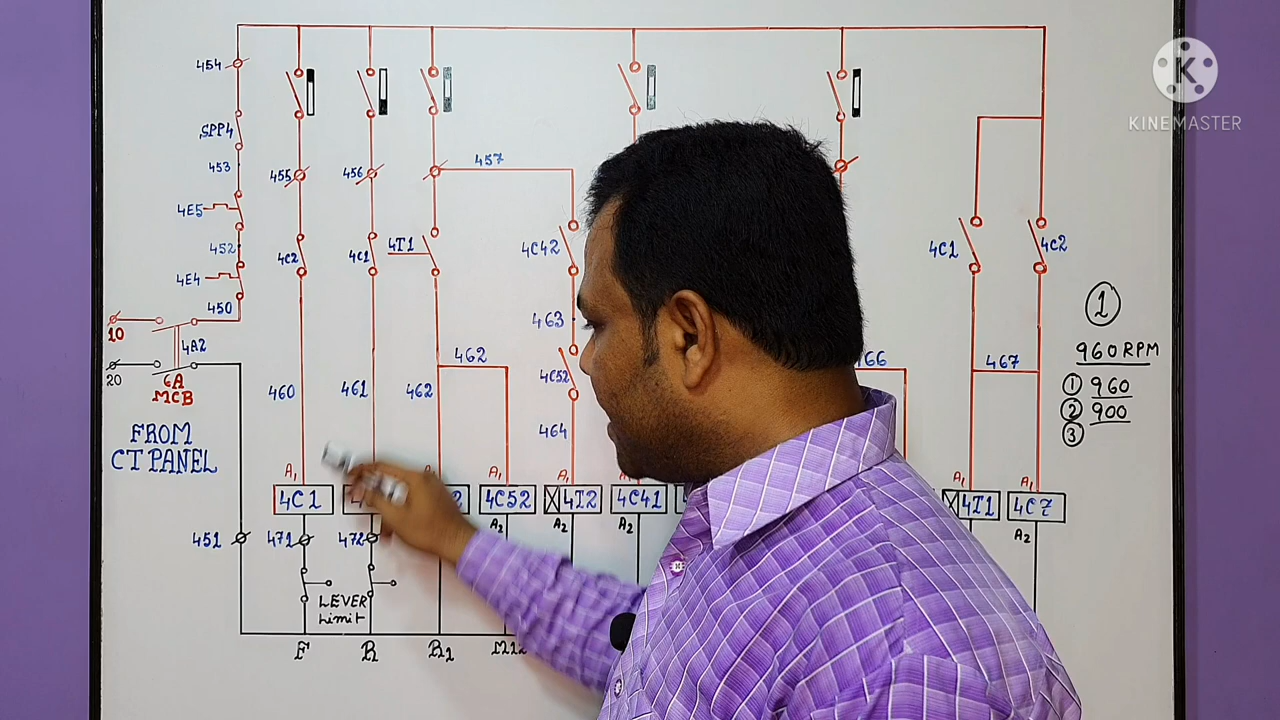 K
KINEMASTER
454
SPP4
453
4E5
452
4E4
450
10
4A2
20
6A
MCB
FROM
CT PANEL
455
456
457
4C2
4C1
4T1
4C42
463
4C52
464
462
460
461
462
466
4C1
4C2
467
1
960 RPM
1 960
2 900
3
A1
A1
A1
A1
A1
A1
4C1
4C52
4T2
4C41
4T1
4C7
A2
A2
A2
A2
451
471
472
LEVER
Limit
F
R